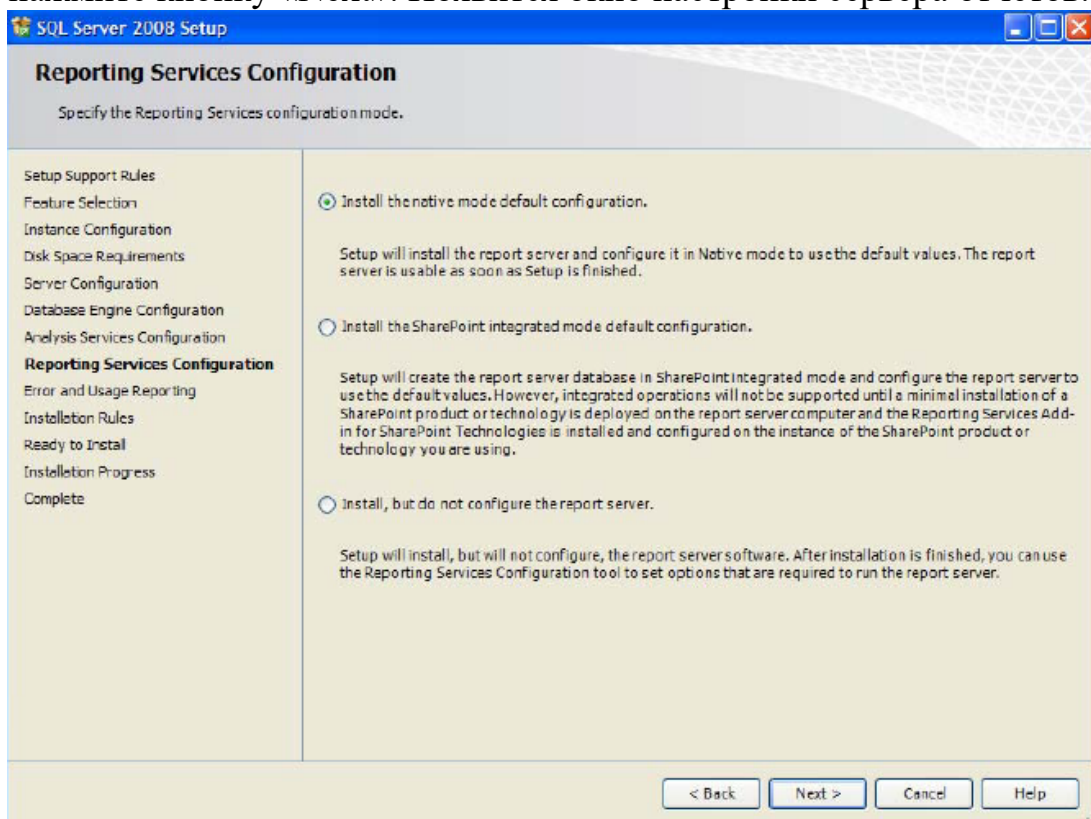 SQL Server 2008 Setup
Reporting Services Configuration
Specify the Reporting Services configuration mode.
Setup Support Rules
Feature Selection
Instance Configuration
Disk Space Requirements
Server Configuration
Database Engine Configuration
Analysis Services Configuration
Reporting Services Configuration
Error and Usage Reporting
Installation Rules
Ready to Install
Installation Progress
Complete
Install the native mode default configuration.
Setup will install the report server and configure it in Native mode to use the default values. The report
server is usable as soon as Setup is finished.
Install the SharePoint integrated mode default configuration.
Setup will create the report server database in SharePoint integrated mode and configure the report server to
use the default values. However, integrated operations will not be supported until a minimal installation of a
SharePoint product or technology is deployed on the report server computer and the Reporting Services Add-
in for SharePoint Technologies is installed and configured on the instance of the SharePoint product or
technology you are using.
Install, but do not configure the report server.
Setup will install, but will not configure, the report server software. After installation is finished, you can use
the Reporting Services Configuration tool to set options that are required to run the report server.
< Back
Next >
Cancel
Help